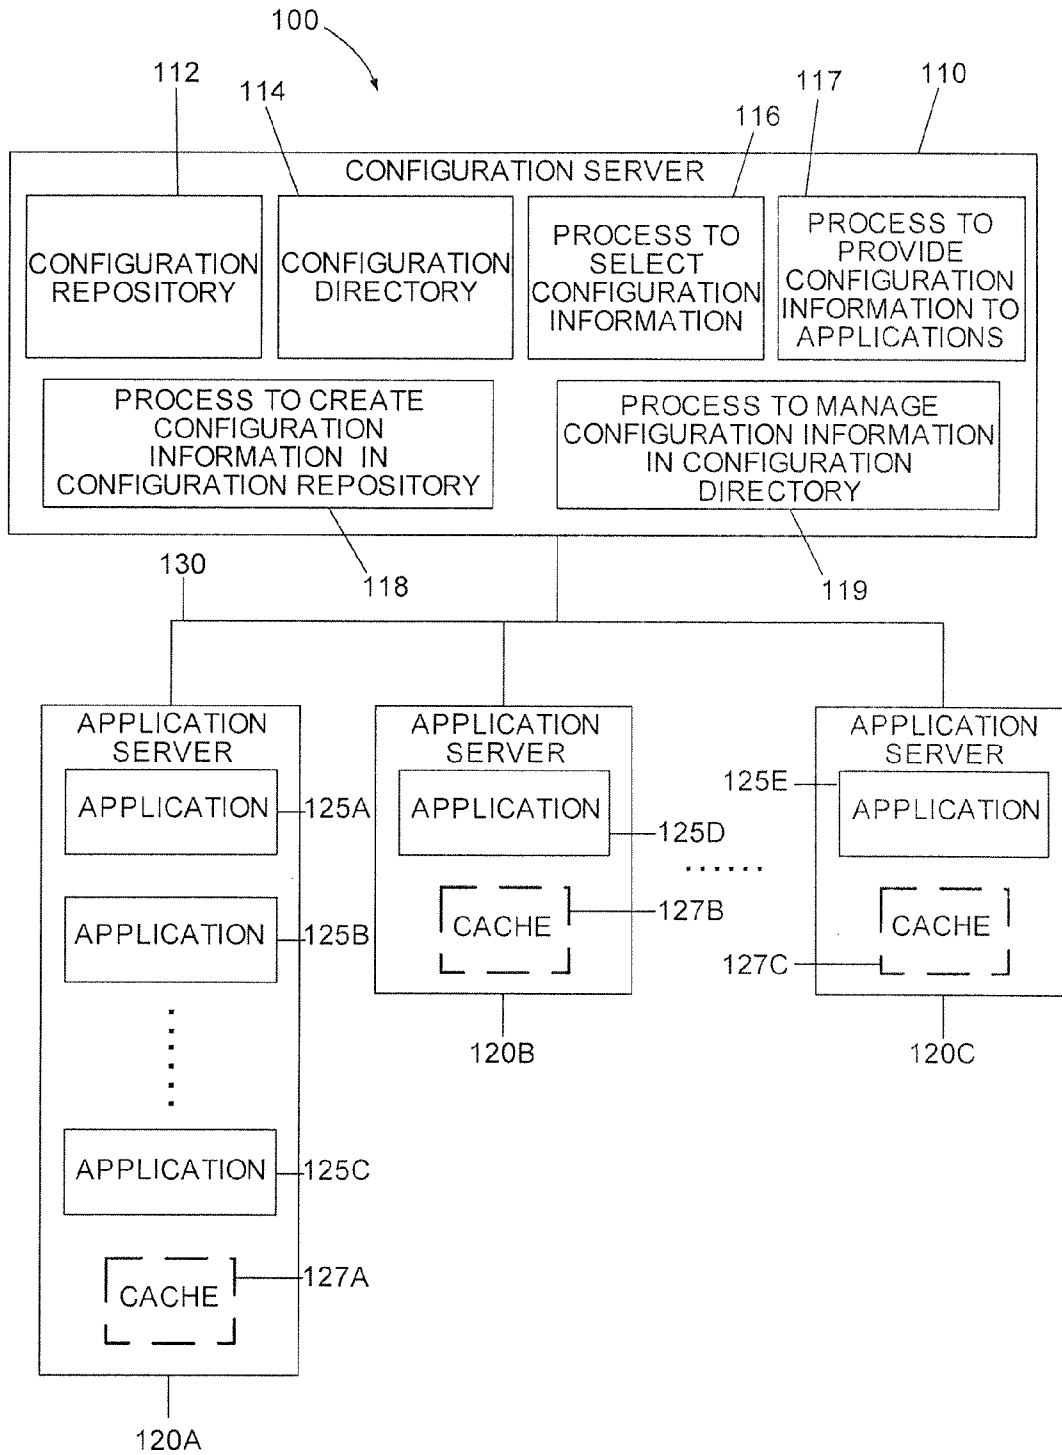 100
112
114
116
117
110
CONFIGURATION SERVER
CONFIGURATION
REPOSITORY
CONFIGURATION
DIRECTORY
PROCESS TO
SELECT
CONFIGURATION
INFORMATION
PROCESS TO
PROVIDE
CONFIGURATION
INFORMATION TO
APPLICATIONS
PROCESS TO CREATE
CONFIGURATION
INFORMATION IN
CONFIGURATION REPOSITORY
PROCESS TO MANAGE
CONFIGURATION INFORMATION
IN CONFIGURATION
DIRECTORY
130
118
119
APPLICATION
SERVER
APPLICATION
125A
APPLICATION
125B
APPLICATION
125C
CACHE
127A
120A
APPLICATION
SERVER
APPLICATION
125D
CACHE
127B
120B
......
APPLICATION
SERVER
125E
APPLICATION
CACHE
127C
120C